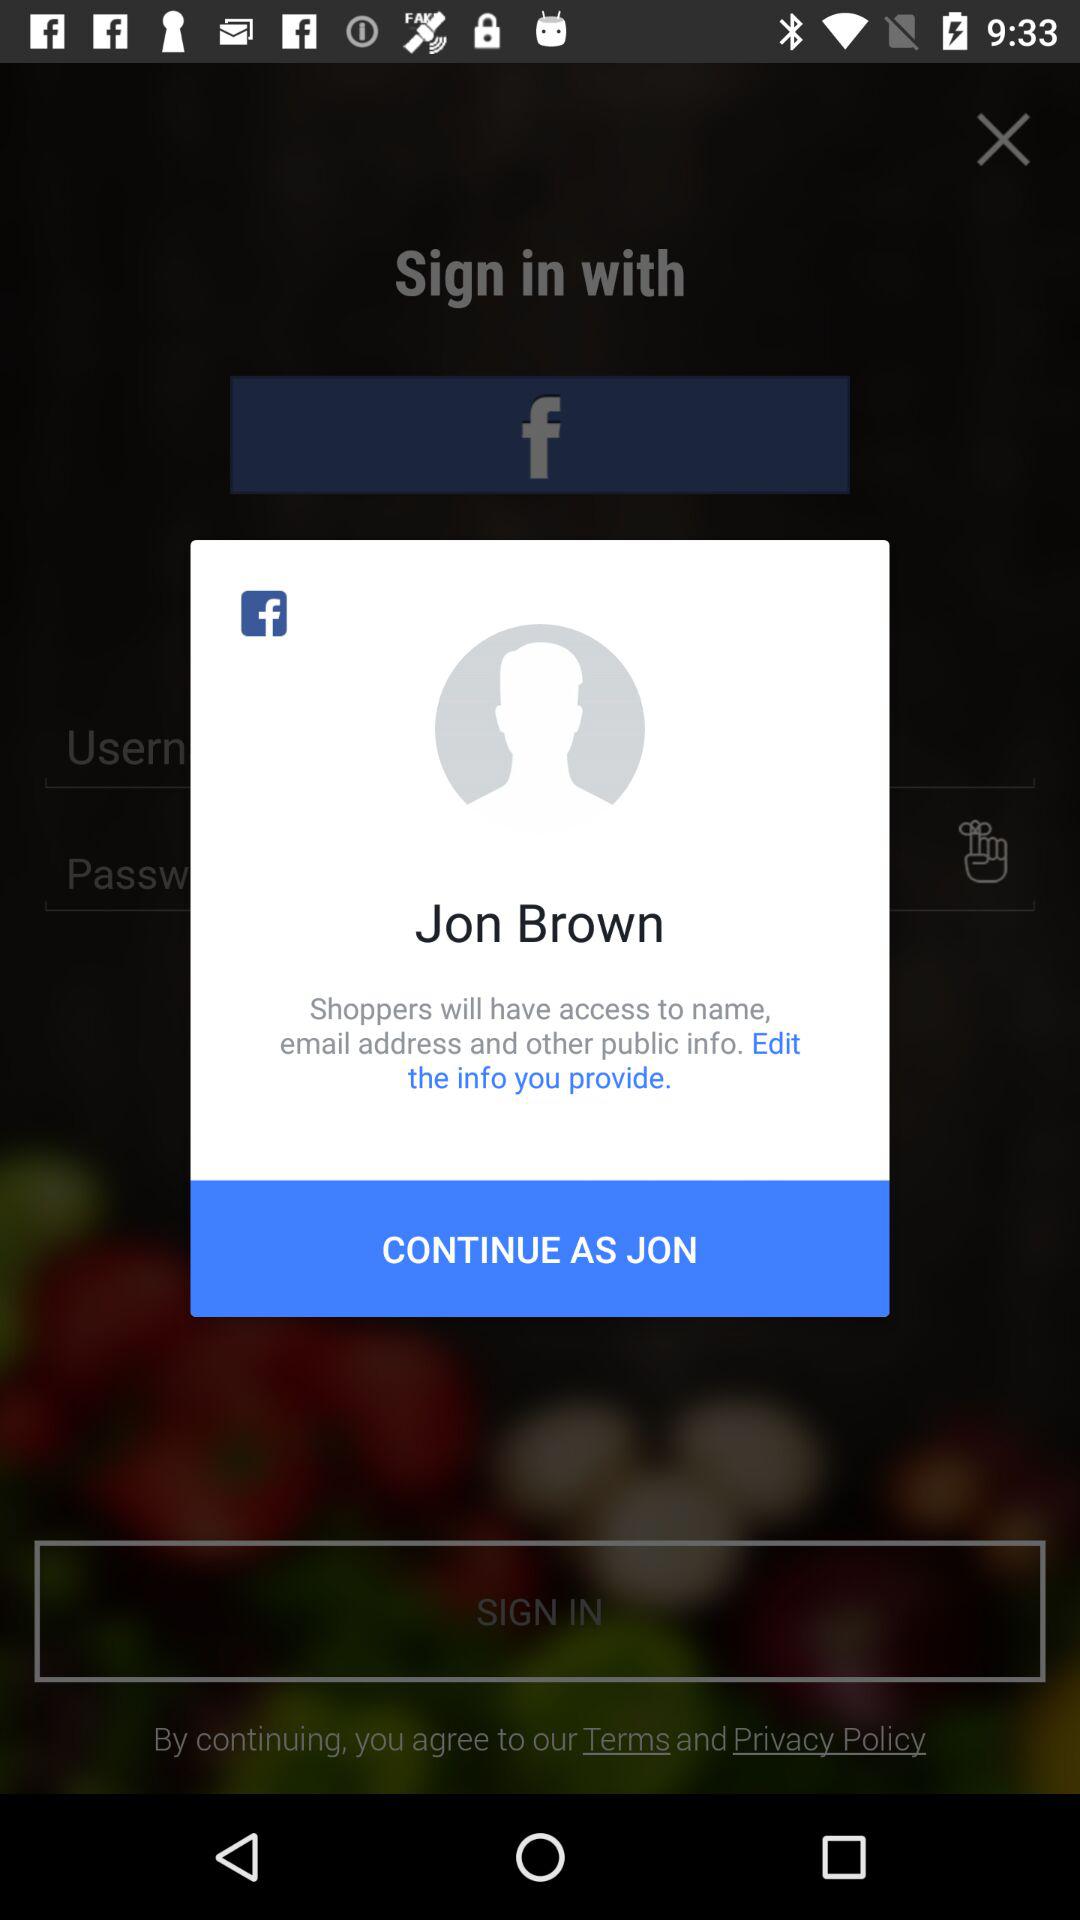 FAKE
9:33
Sign in with
f
Usern
Passw
Jon Brown
Shoppers will have access to name,
email address and other public info. Edit
the info you provide.
CONTINUE AS JON
SIGN IN
By continuing, you agree to our Terms and Privacy Policy